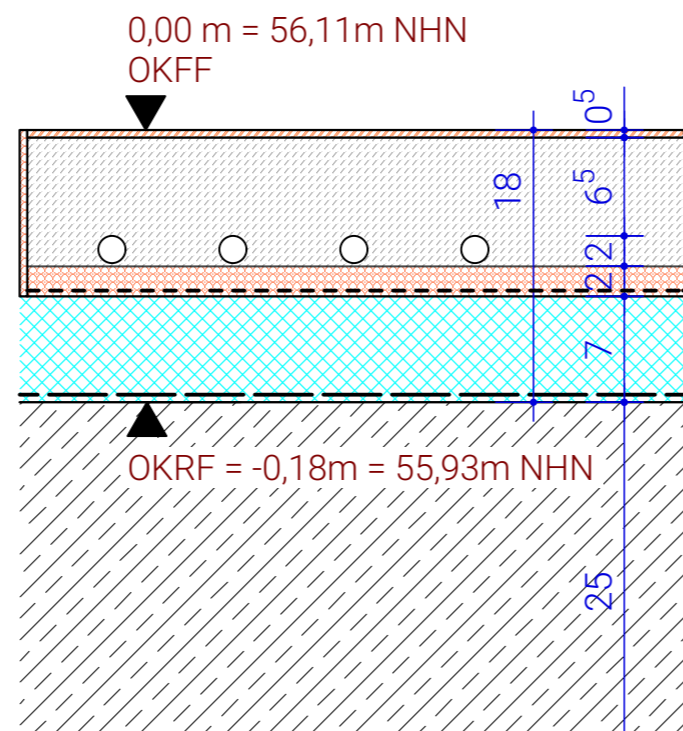 0,00 m = 56,11m NHN
OKFF
0⁵
18
6⁵
2
2
7
OKRF = -0,18m = 55,93m NHN
25